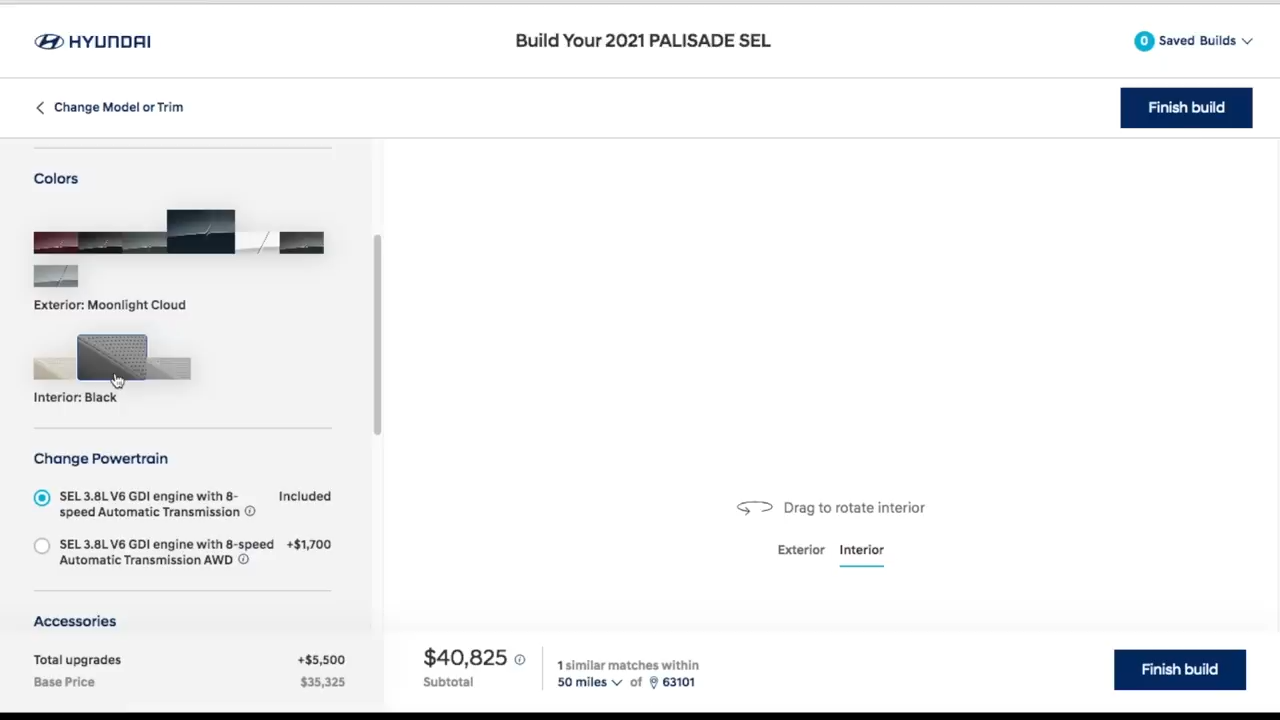 HYUNDAI
Build Your 2021 PALISADE SEL
0 Saved Builds
Change Model or Trim
Finish build
Colors
Exterior: Moonlight Cloud
Interior: Black
Change Powertrain
SEL 3.8L V6 GDI engine with 8-
speed Automatic Transmission
Included
SEL 3.8L V6 GDI engine with 8-speed
Automatic Transmission AWD
+$1,700
Accessories
Total upgrades +$5,500
Base Price $35,325
Drag to rotate interior
Exterior Interior
$40,825
Subtotal
1 similar matches within
50 miles of 63101
Finish build